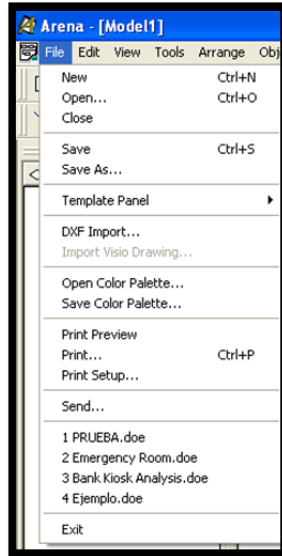 Arena - [Model1]
File Edit View Tools Arrange Obj
New Ctrl+N
Open... Ctrl+O
Close
Save Ctrl+S
Save As...
Template Panel
DXF Import...
Import Visio Drawing...
Open Color Palette...
Save Color Palette...
Print Preview
Print... Ctrl+P
Print Setup...
Send...
1 PRUEBA.doe
2 Emergency Room.doe
3 Bank Kiosk Analysis.doe
4 Ejemplo.doe
Exit